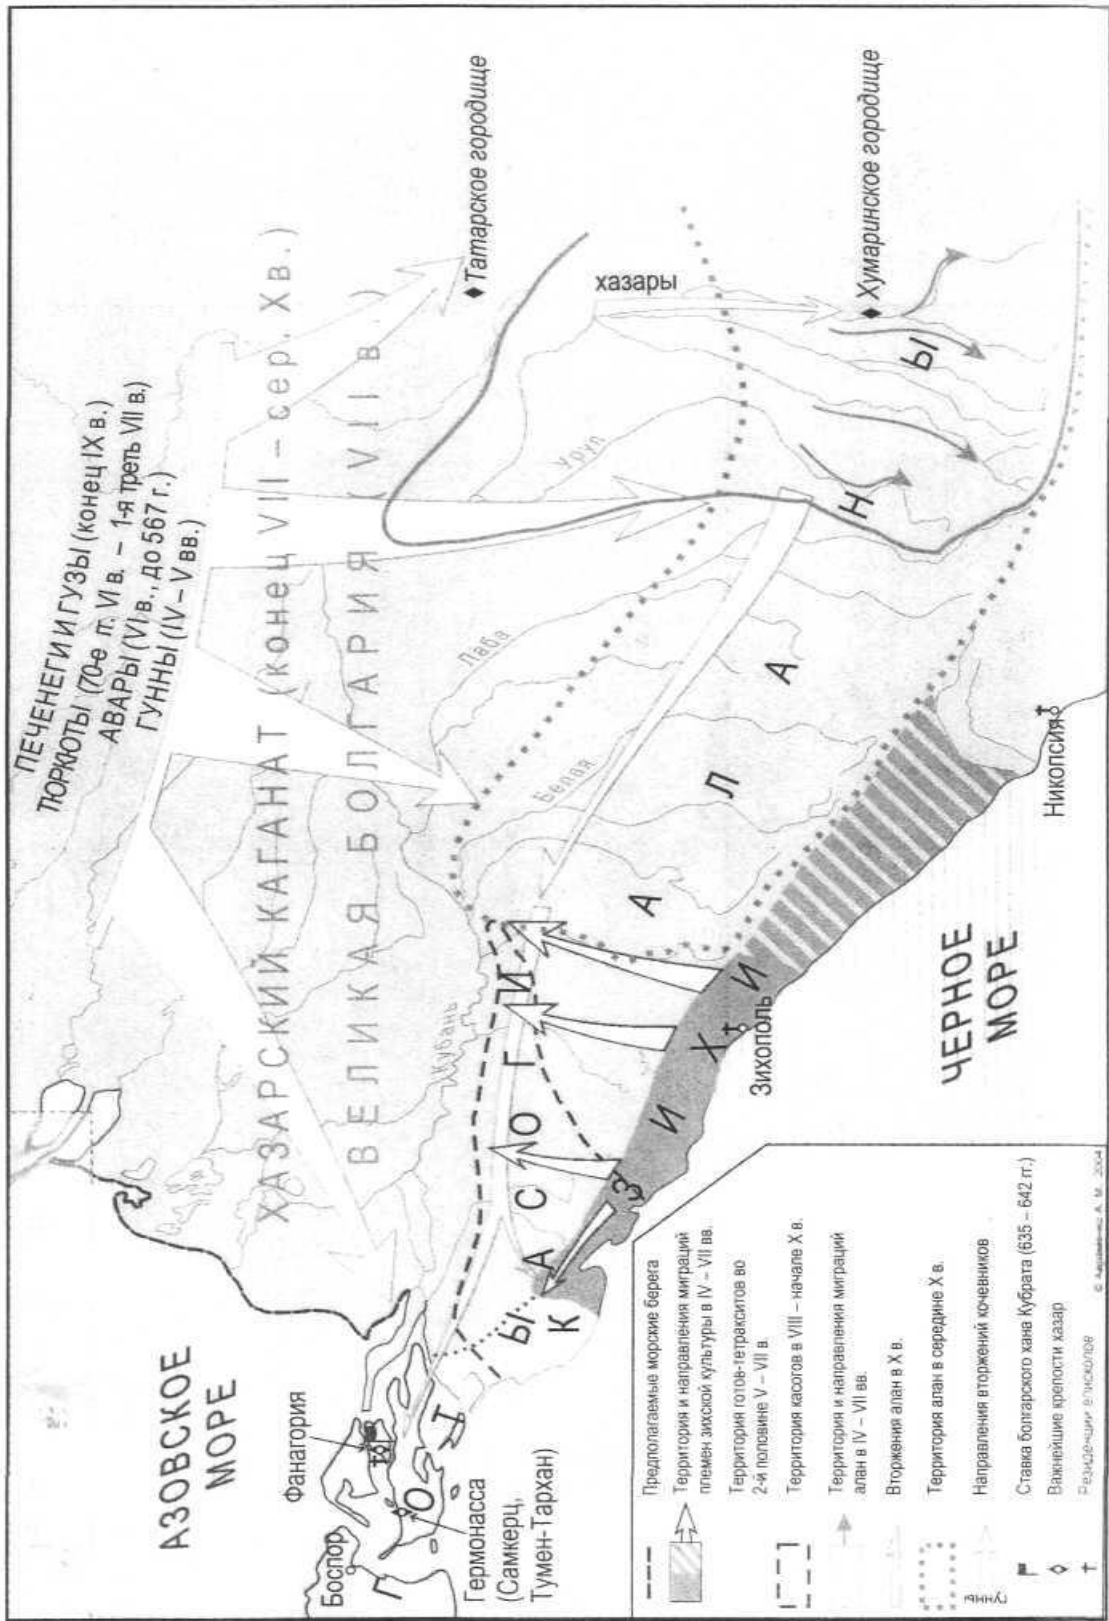 ПЕЧЕНЕГИ И ГУЗЫ (конец IX в.)
ТЮРКЮТЫ (70-е гг. VI в. – 1-я треть VII в.)
АВАРЫ (VI в., до 567 г.)
ГУННЫ (IV – V вв.)
АЗОВСКОЕ
МОРЕ
ХАЗАРСКИЙ КАГАНАТ (конец VII – сер. X в.)
ВЕЛИКАЯ БОЛГАРИЯ (VII в.)
Татарское городище
хазары
Хумаринское городище
Уруп
Лаба
Белая
Кубань
Фанагория
Боспор
Гермонасса
(Самкерц,
Тумен-Тархан)
ГОТЫ
КАСОГИ
ЗИХИ
АЛАНЫ
Зихополь
Никопсия
ЧЕРНОЕ
МОРЕ
Предполагаемые морские берега
Территория и направления миграций
племен зихской культуры в IV – VII вв.
Территория готов-тетракситов во
2-й половине V – VII в.
Территория касогов в VIII – начале X в.
Территория и направления миграций
алан в IV – VII вв.
Вторжения алан в X в.
Территория алан в середине X в.
гунны
Направления вторжений кочевников
Ставка болгарского хана Кубрата (635 – 642 гг.)
Важнейшие крепости хазар
Резиденции епископов
2004